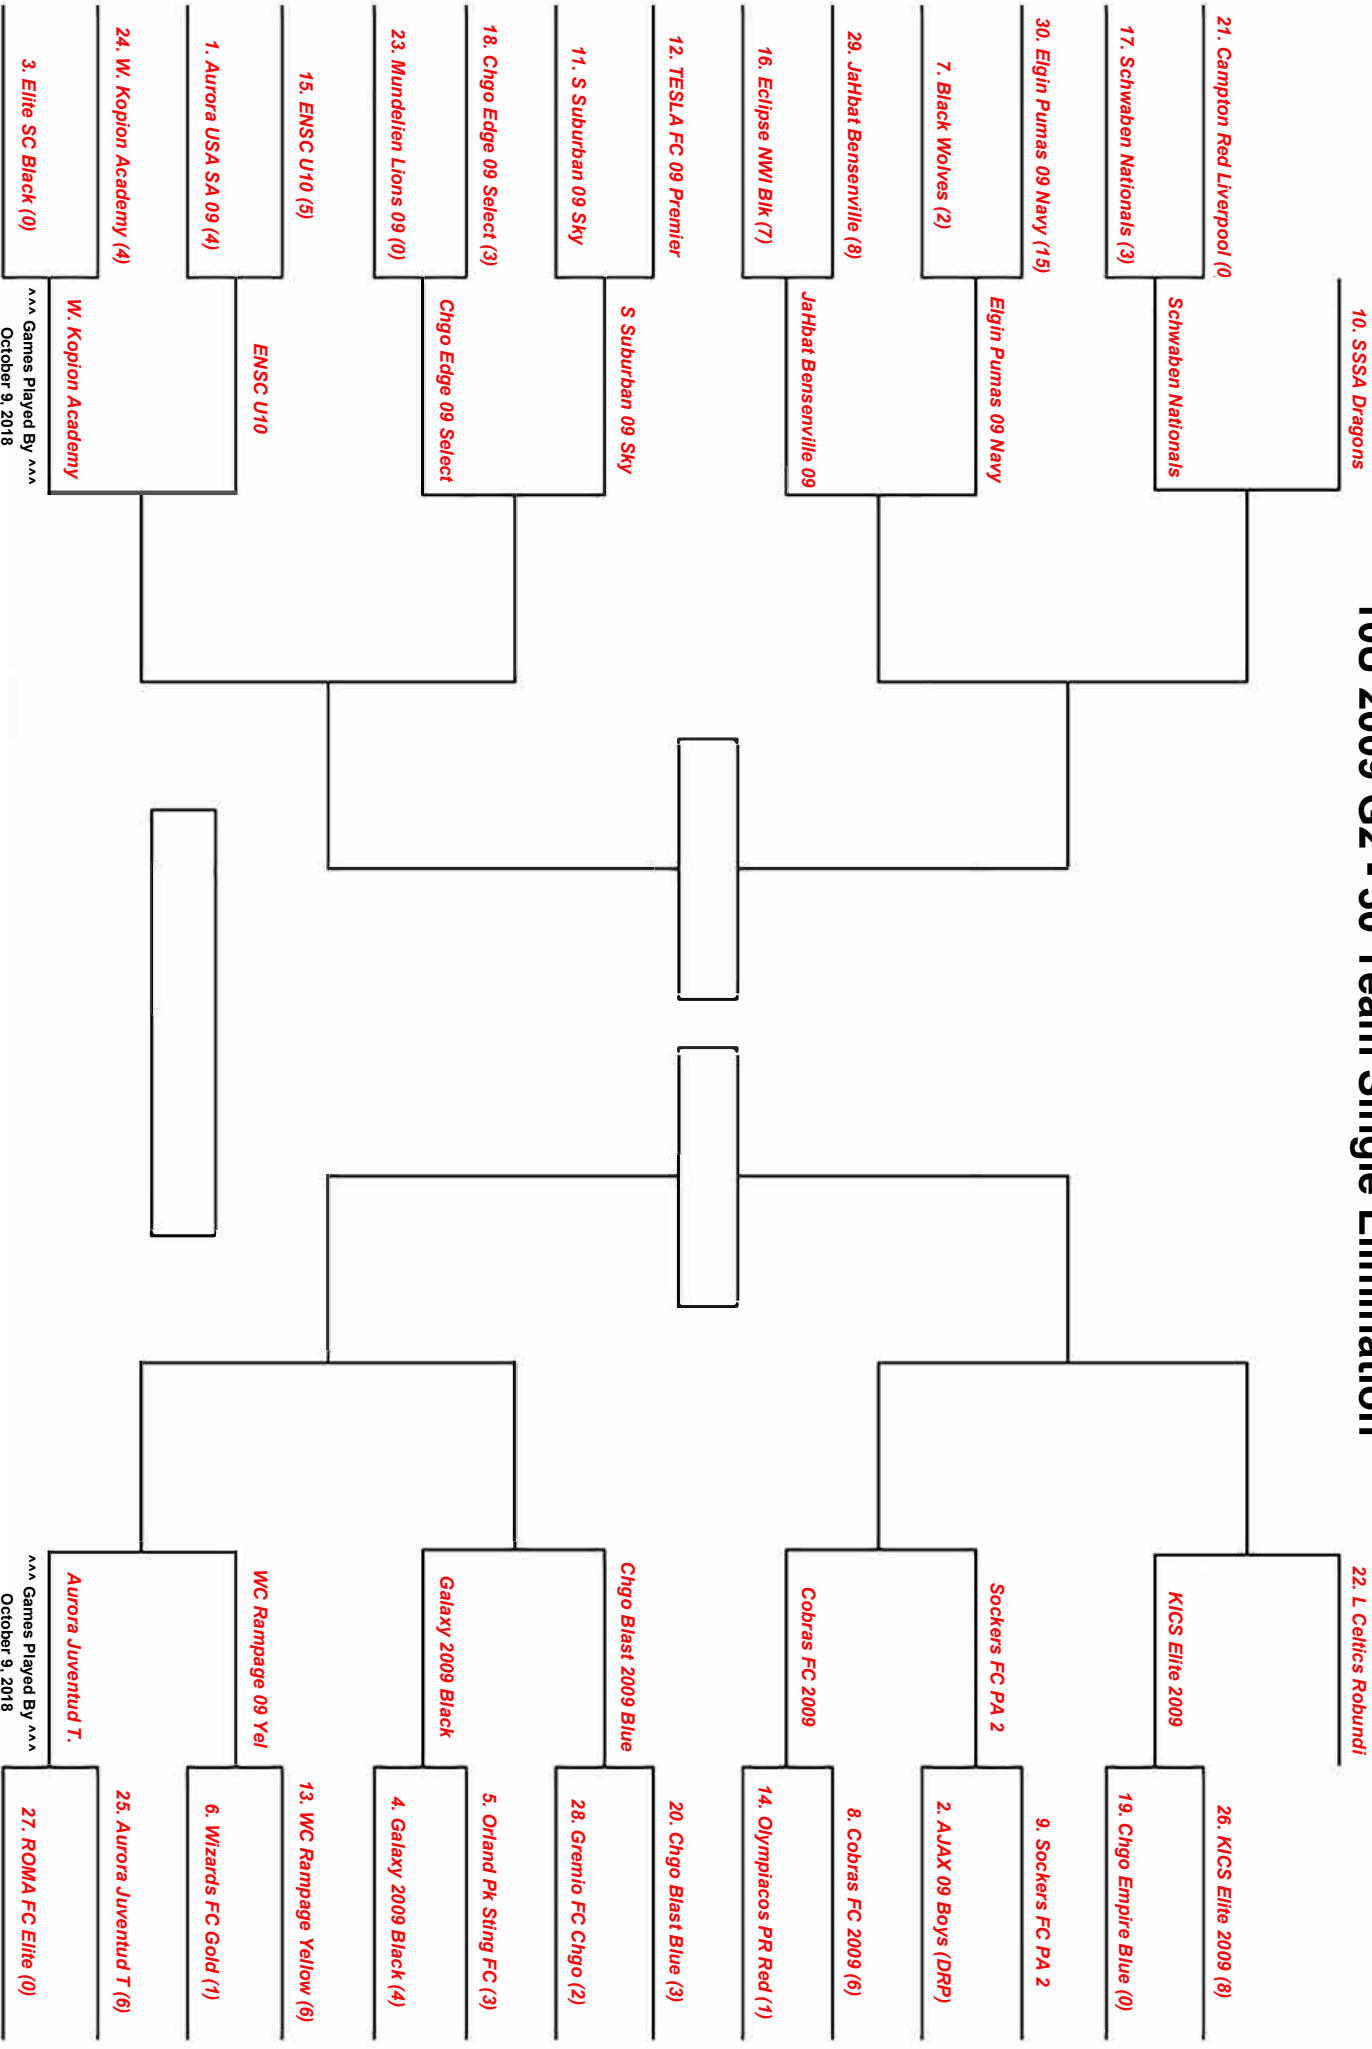 2009 G2 - 30 Team Single Elimination
10. SSSA Dragons
21. Campton Red Liverpool (0
Schwaben Nationals
17. Schwaben Nationals (3)
30. Elgin Pumas 09 Navy (15)
Elgin Pumas 09 Navy
7. Black Wolves (2)
29. JaHbat Bensenville (8)
JaHbat Bensenville 09
16. Eclipse NWI Blk (7)
12. TESLA FC 09 Premier
S Suburban 09 Sky
11. S Suburban 09 Sky
18. Chgo Edge 09 Select (3)
Chgo Edge 09 Select
23. Mundelien Lions 09 (0)
15. ENSC U10 (5)
ENSC U10
1. Aurora USA SA 09 (4)
24. W. Kopion Academy (4)
W. Kopion Academy
3. Elite SC Black (0)
^^^ Games Played By ^^^
October 9, 2018
22. L Celtics Robundi
26. KICS Elite 2009 (8)
KICS Elite 2009
19. Chgo Empire Blue (0)
9. Sockers FC PA 2
Sockers FC PA 2
2. AJAX 09 Boys (DRP)
8. Cobras FC 2009 (6)
Cobras FC 2009
14. Olympiacos PR Red (1)
20. Chgo Blast Blue (3)
Chgo Blast 2009 Blue
28. Gremio FC Chgo (2)
5. Orland Pk Sting FC (3)
Galaxy 2009 Black
4. Galaxy 2009 Black (4)
13. WC Rampage Yellow (6)
WC Rampage 09 Yel
6. Wizards FC Gold (1)
25. Aurora Juventud T (6)
Aurora Juventud T.
27. ROMA FC Elite (0)
^^^ Games Played By ^^^
October 9, 2018